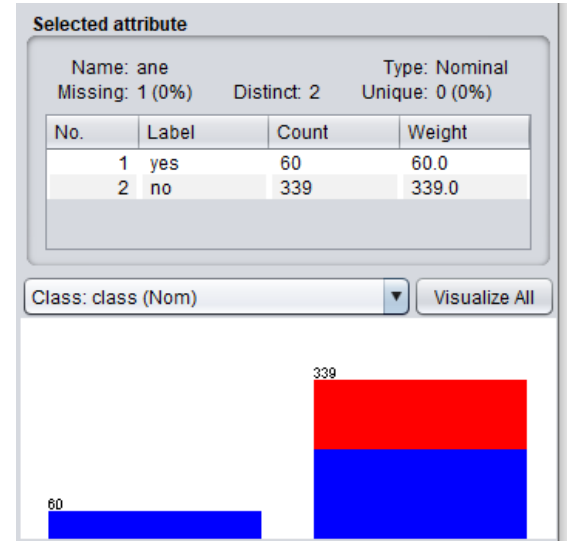 Selected attribute
Name: ane Type: Nominal
Missing: 1 (0%) Distinct: 2 Unique: 0 (0%)
No. Label Count Weight
1 yes 60 60.0
2 no 339 339.0
Class: class (Nom) Visualize All
339
60